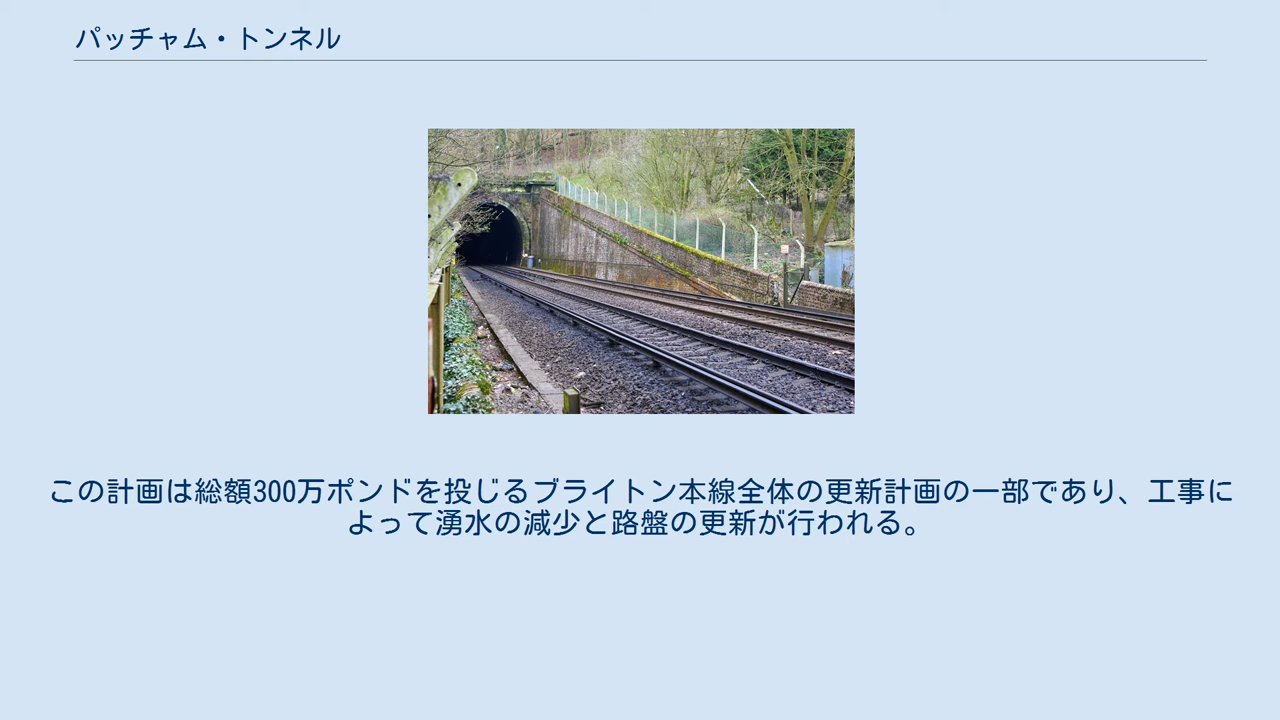 パッチャム・トンネル
この計画は総額300万ポンドを投じるブライトン本線全体の更新計画の一部であり、工事に
よって湧水の減少と路盤の更新が行われる。